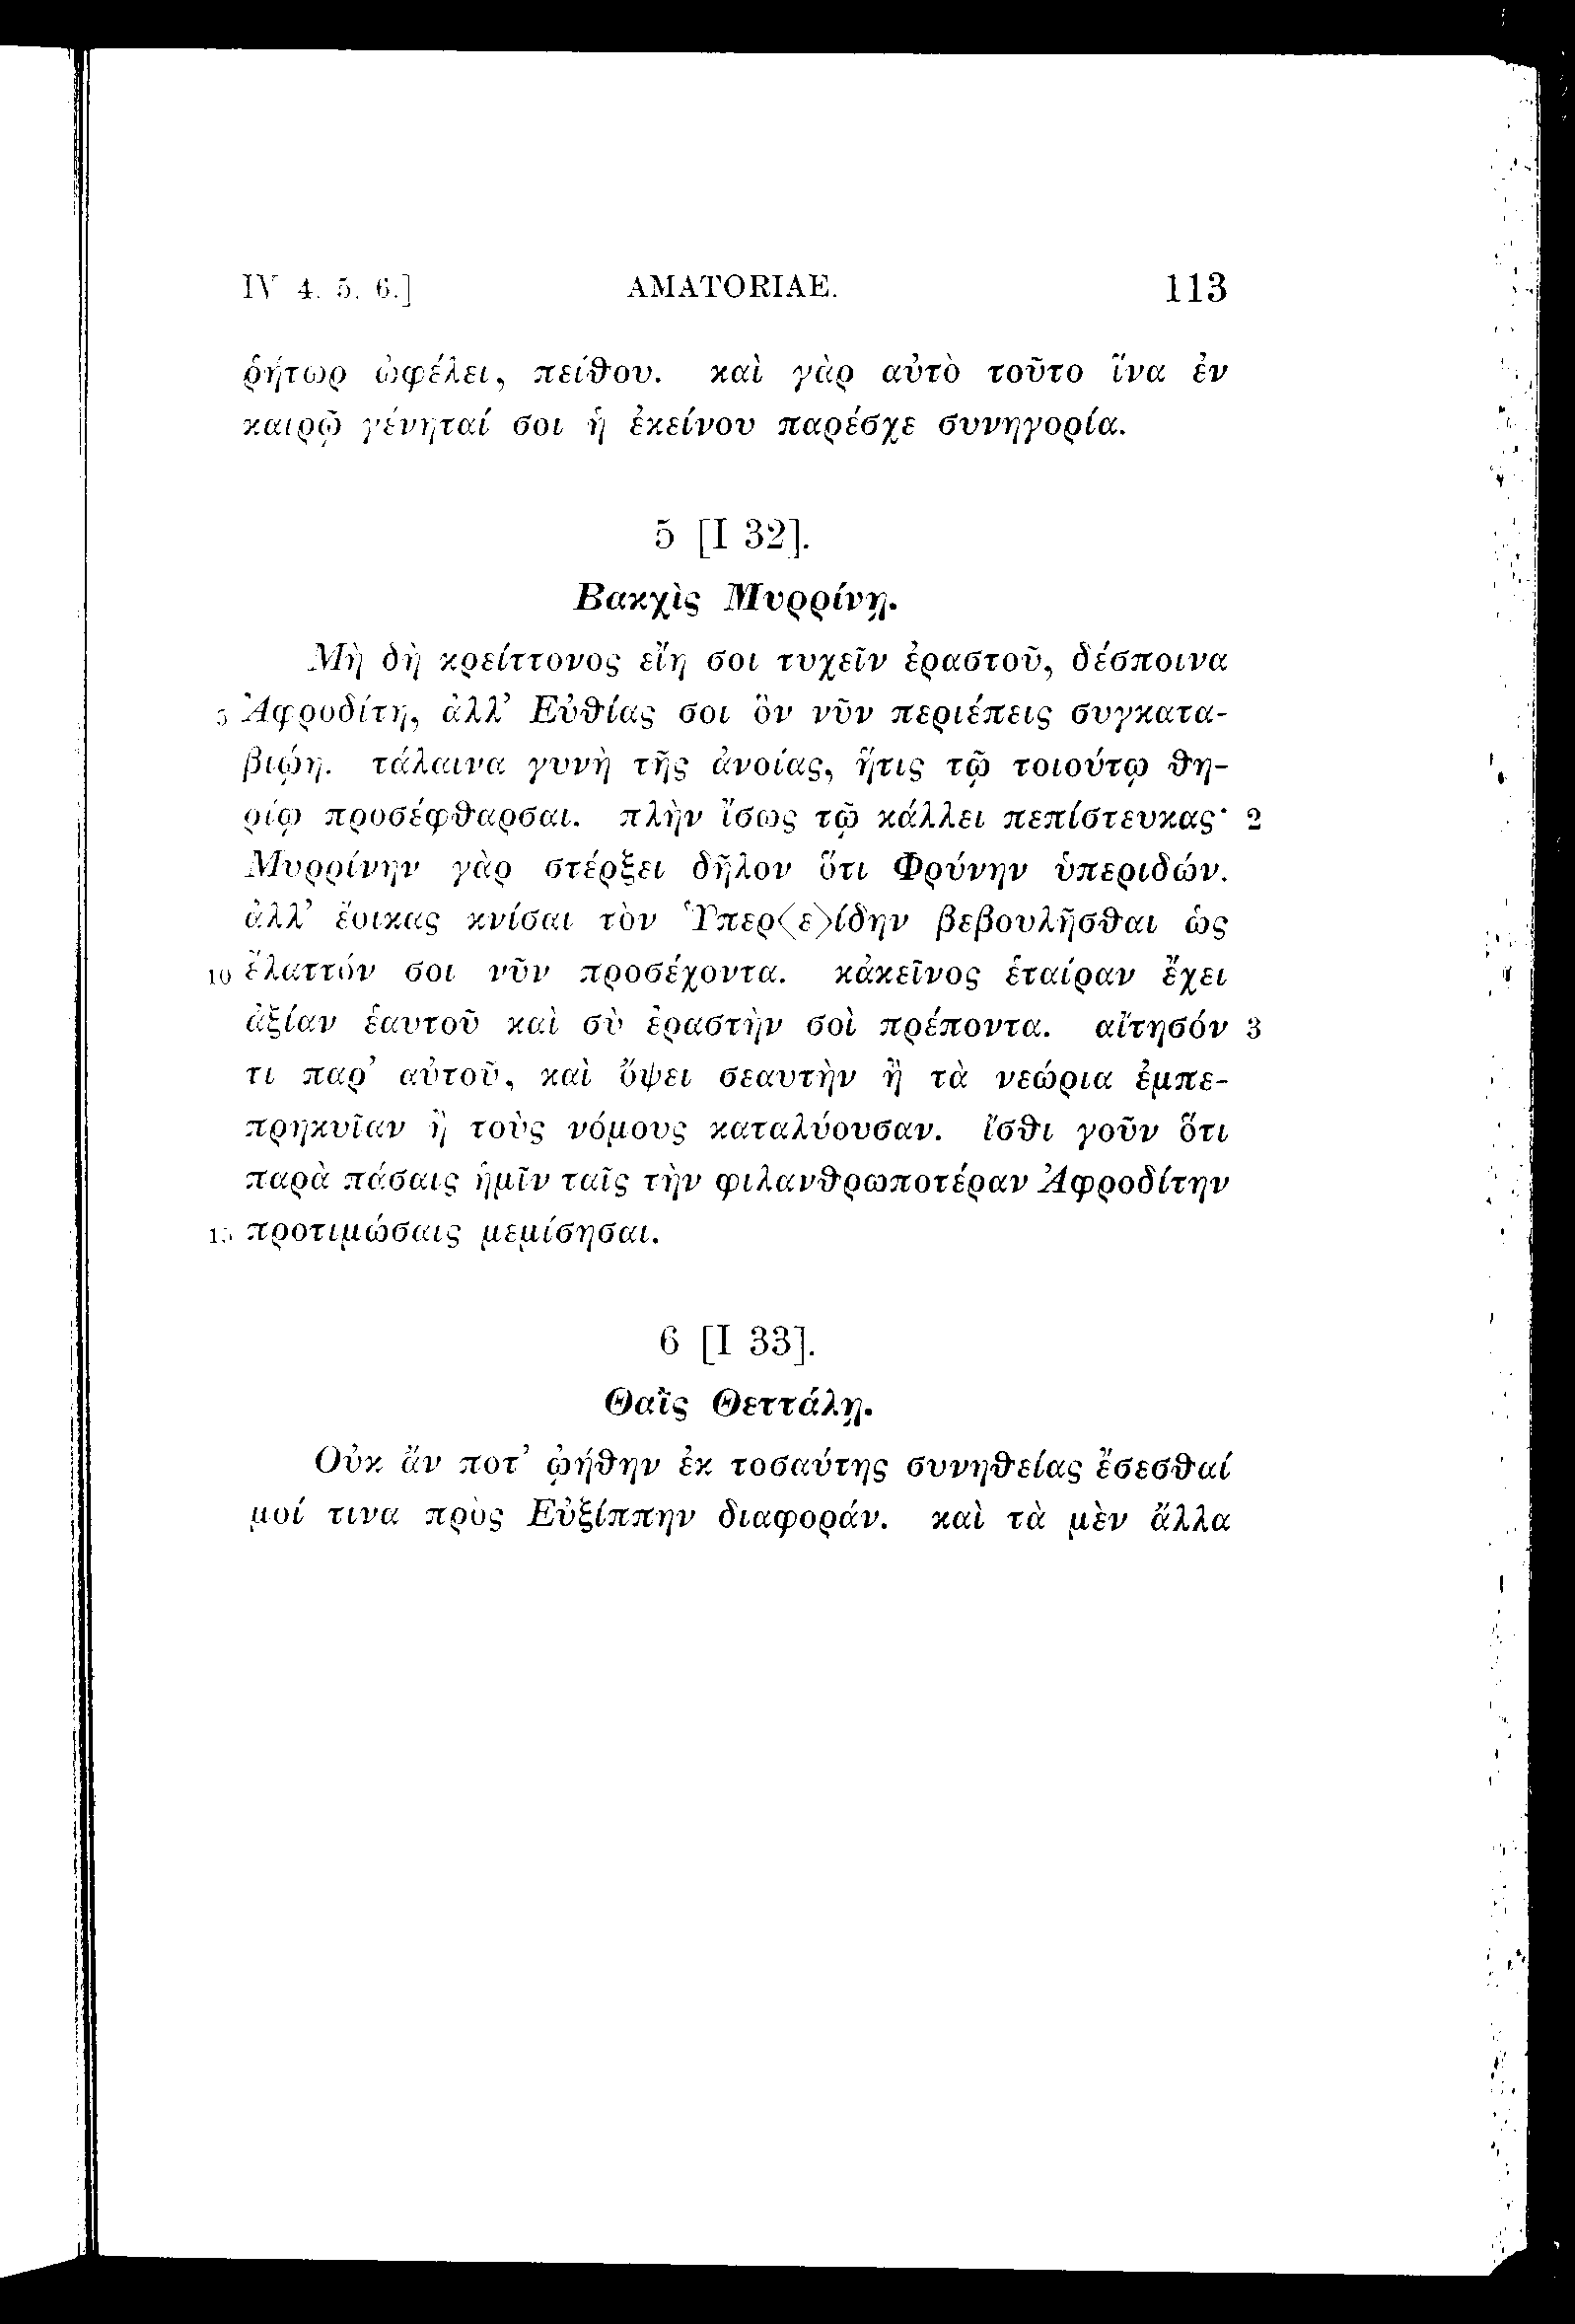 IV 4. 5. 6.] AMATORIAE. 113
ῥήτωρ ὠφέλει, πείθου. καὶ γὰρ αὐτὸ τοῦτο ἵνα ἐν
καιρῷ γένηταί σοι ἡ ἐκείνου παρέσχε συνηγορία.
5 [I 32].
Βακχὶς Μυρρίνῃ.
Μὴ δὴ κρείττονος εἴη σοι τυχεῖν ἐραστοῦ, δέσποινα
5 Ἀφροδίτη, ἀλλ’ Εὐθίας σοι ὃν νῦν περιέπεις συγκατα-
βιῴη. τάλαινα γυνὴ τῆς ἀνοίας, ἥτις τῷ τοιούτῳ θη-
ρίῳ προσέφθαρσαι. πλὴν ἴσως τῷ κάλλει πεπίστευκας· 2
Μυρρίνην γὰρ στέρξει δῆλον ὅτι Φρύνην ὑπεριδών.
ἀλλ’ ἔοικας κνίσαι τὸν Ὑπερ⟨ε⟩ίδην βεβουλῆσθαι ὡς
10 ἔλαττόν σοι νῦν προσέχοντα. κἀκεῖνος ἑταίραν ἔχει
ἀξίαν ἑαυτοῦ καὶ σὺ ἐραστὴν σοὶ πρέποντα. αἴτησόν 3
τι παρ’ αὐτοῦ, καὶ ὄψει σεαυτὴν ἢ τὰ νεώρια ἐμπε-
πρηκυῖαν ἢ τοὺς νόμους καταλύουσαν. ἴσθι γοῦν ὅτι
παρὰ πάσαις ἡμῖν ταῖς τὴν φιλανθρωποτέραν Ἀφροδίτην
15 προτιμώσαις μεμίσησαι.
6 [I 33].
Θαῒς Θεττάλῃ.
Οὐκ ἄν ποτ’ ᾠήθην ἐκ τοσαύτης συνηθείας ἔσεσθαί
μοί τινα πρὸς Εὐξίππην διαφοράν. καὶ τὰ μὲν ἄλλα